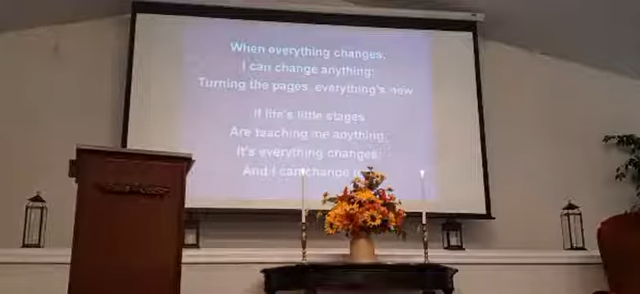 When everything changes,
I can change anything;
Turning the pages, everything's new
If life's little stages
Are teaching me anything,
It's everything changes;
And I can change